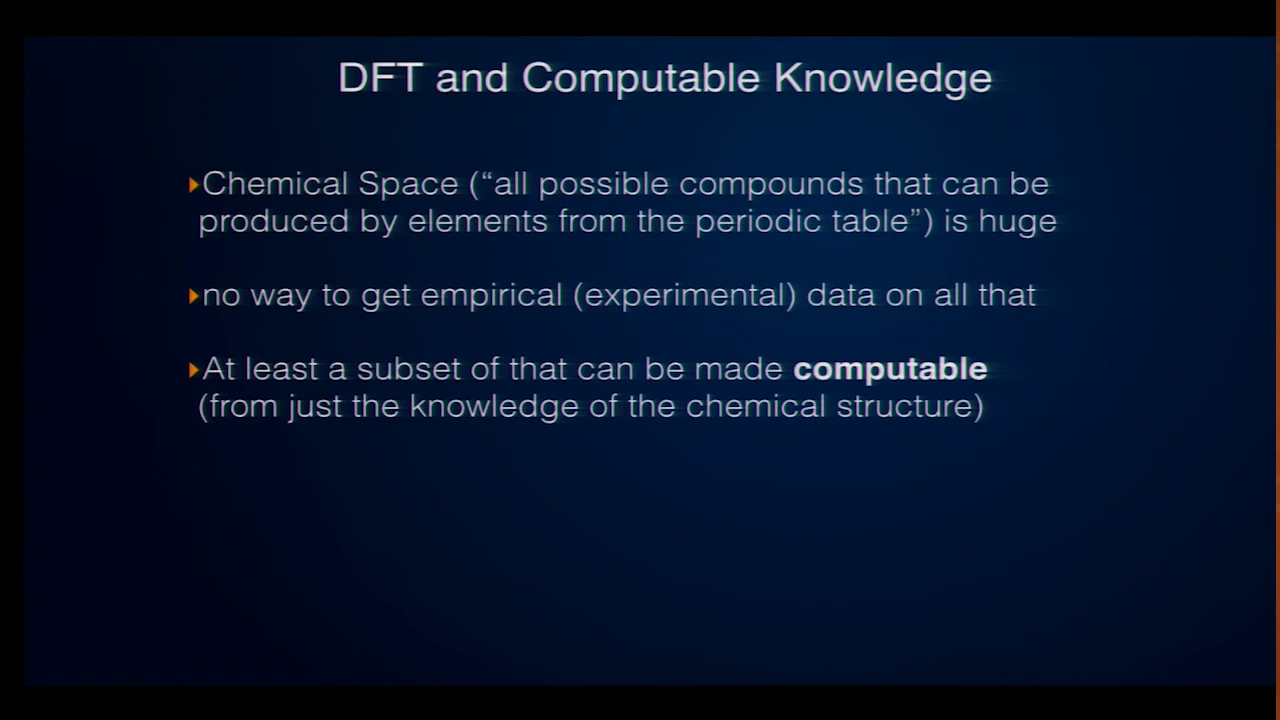 DFT and Computable Knowledge
Chemical Space (“all possible compounds that can be
produced by elements from the periodic table”) is huge
no way to get empirical (experimental) data on all that
At least a subset of that can be made computable
(from just the knowledge of the chemical structure)